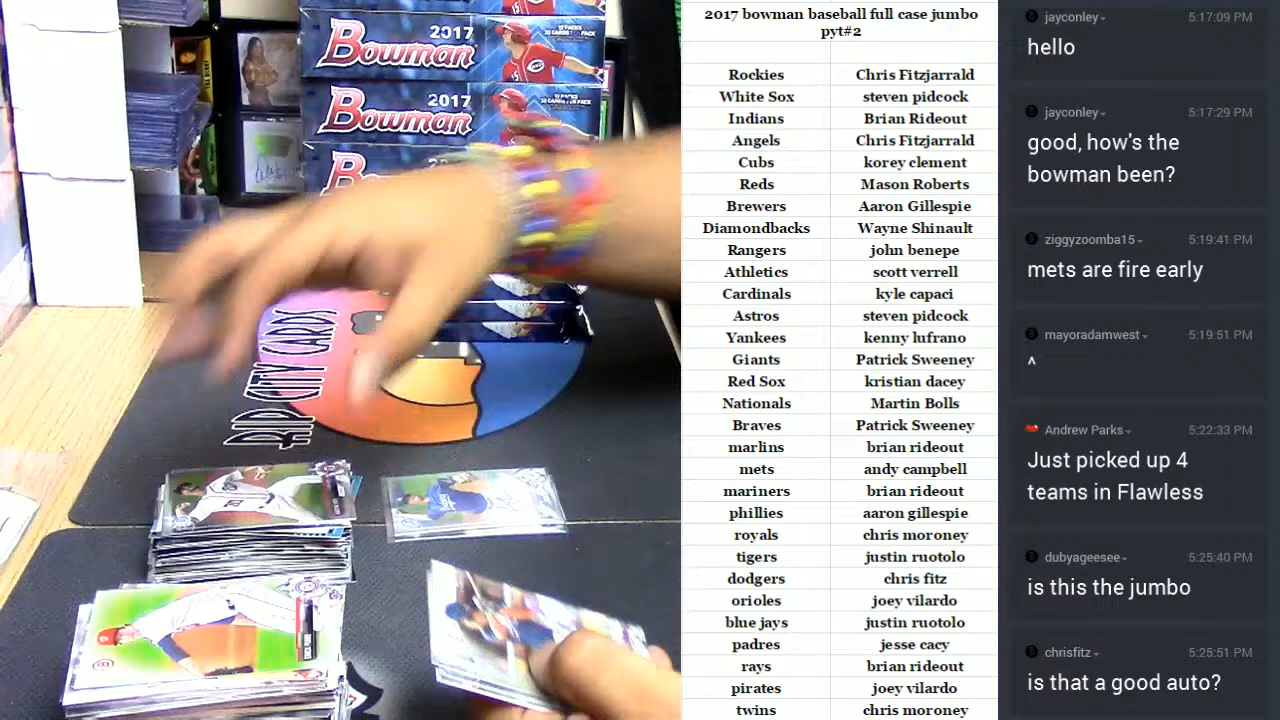 2017
Bowman
2017
Bowman
RIP CITY CARDS
2017 bowman baseball full case jumbo
pyt#2
Rockies Chris Fitzjarrald
White Sox steven pidcock
Indians Brian Rideout
Angels Chris Fitzjarrald
Cubs korey clement
Reds Mason Roberts
Brewers Aaron Gillespie
Diamondbacks Wayne Shinault
Rangers john benepe
Athletics scott verrell
Cardinals kyle capaci
Astros steven pidcock
Yankees kenny lufrano
Giants Patrick Sweeney
Red Sox kristian dacey
Nationals Martin Bolls
Braves Patrick Sweeney
marlins brian rideout
mets andy campbell
mariners brian rideout
phillies aaron gillespie
royals chris moroney
tigers justin ruotolo
dodgers chris fitz
orioles joey vilardo
blue jays justin ruotolo
padres jesse cacy
rays brian rideout
pirates joey vilardo
twins chris moroney
jayconley 5:17:09 PM
hello
jayconley 5:17:29 PM
good, how's the
bowman been?
ziggyzoomba15 5:19:41 PM
mets are fire early
mayoradamwest 5:19:51 PM
^
Andrew Parks 5:22:33 PM
Just picked up 4
teams in Flawless
dubyageesee 5:25:40 PM
is this the jumbo
chrisfitz 5:25:51 PM
is that a good auto?